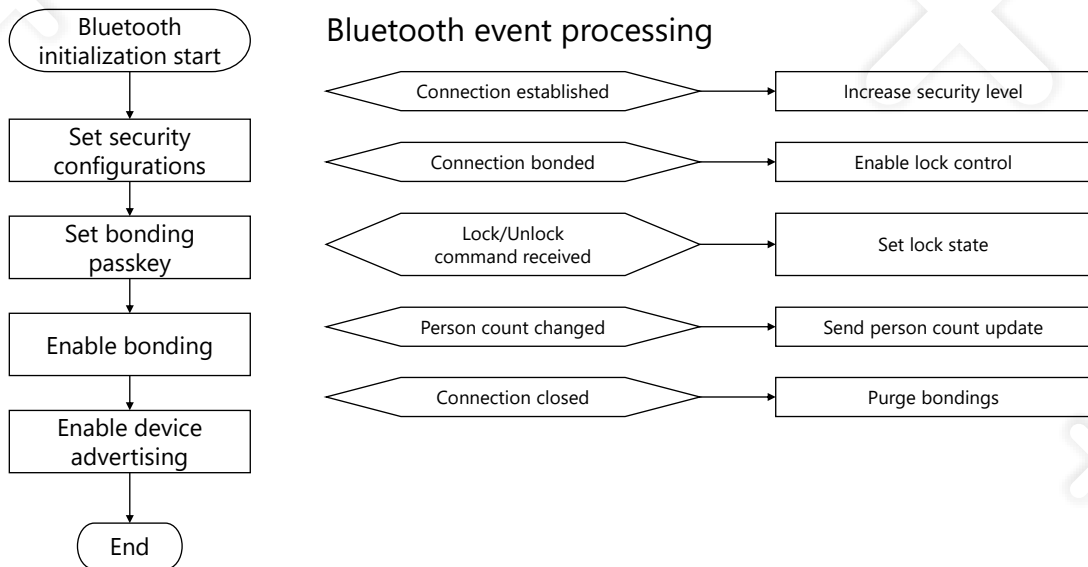 Bluetooth
initialization start
Set security
configurations
Set bonding
passkey
Enable bonding
Enable device
advertising
End
Bluetooth event processing
Connection established
Increase security level
Connection bonded
Enable lock control
Lock/Unlock
command received
Set lock state
Person count changed
Send person count update
Connection closed
Purge bondings